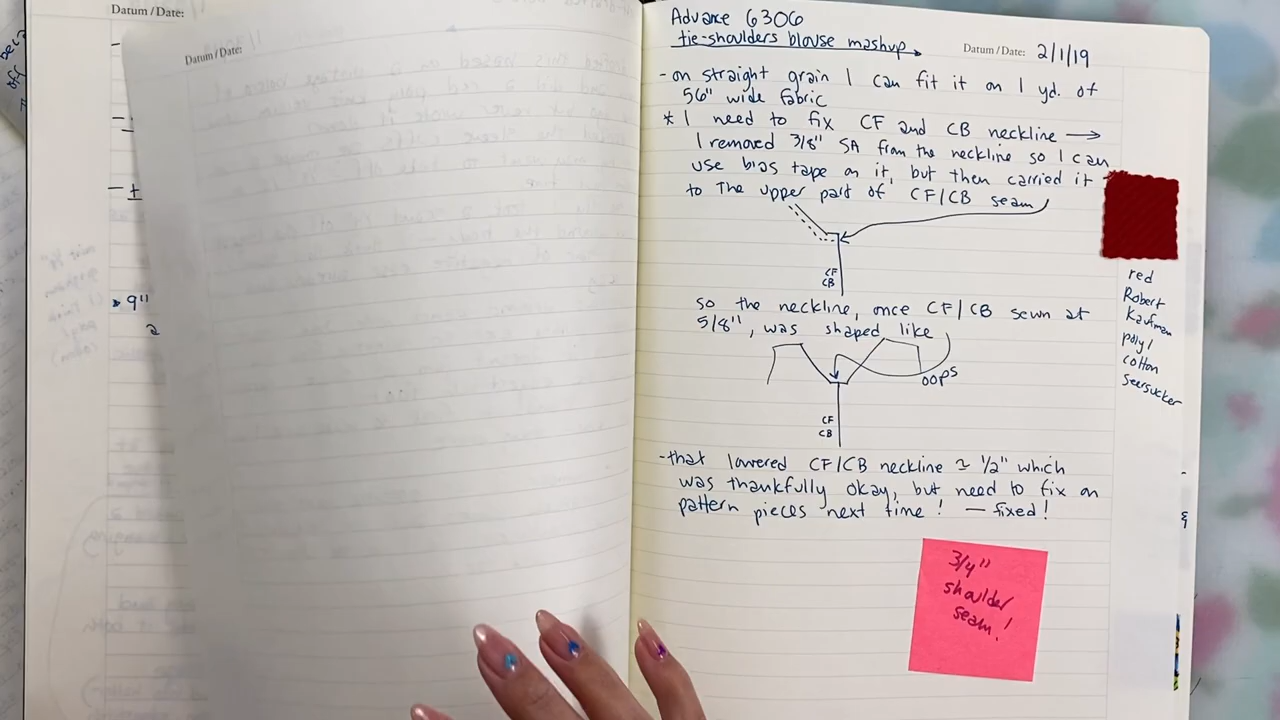 Datum / Date:
Datum / Date:
9"
Advance 6306
tie-shoulders blouse mashup
Datum / Date: 2/1/19
- on straight grain I can fit it on 1 yd. of
56" wide fabric
* I need to fix CF and CB neckline →
I removed 3/8" SA from the neckline so I can
use bias tape on it, but then carried it
to the upper part of CF/CB seam
CF
CB
so the neckline, once CF/CB sewn at
5/8", was shaped like
oops
CF
CB
- that lowered CF/CB neckline ≃ 1/2" which
was thankfully okay, but need to fix on
pattern pieces next time! — fixed!
red
Robert
Kaufman
poly/
cotton
seersucker
3/4"
shoulder
seam!